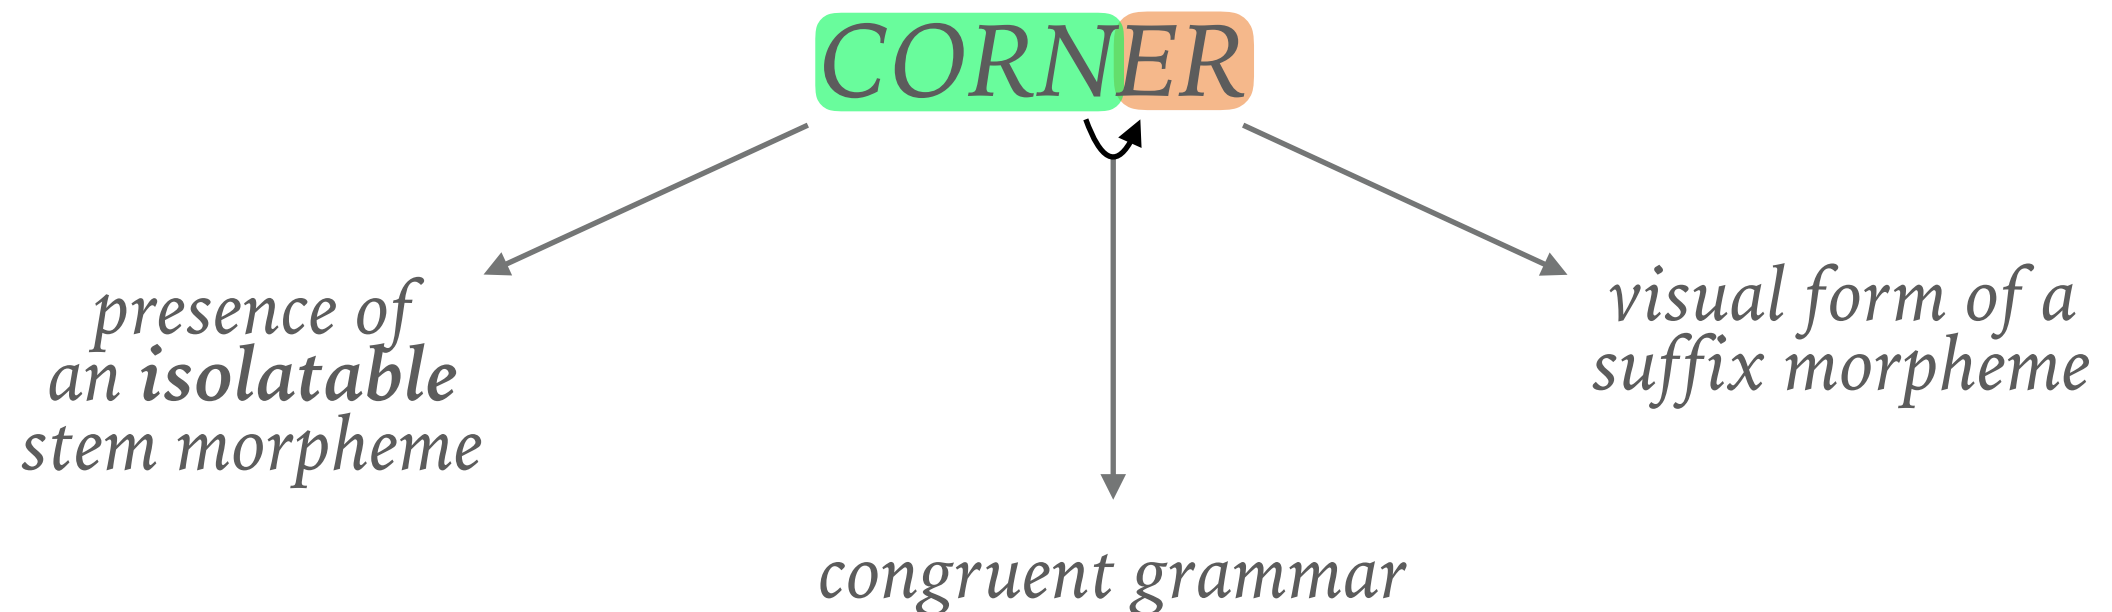 CORNER
presence of
an isolatable
stem morpheme
congruent grammar
visual form of a
suffix morpheme